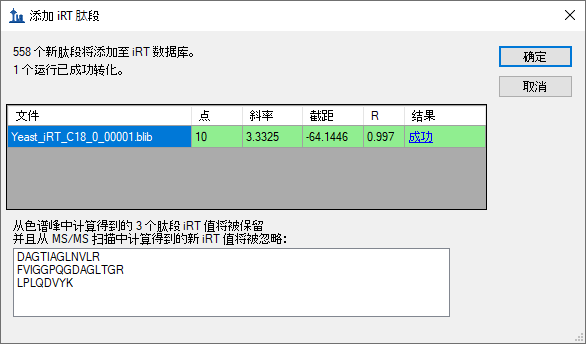 添加 iRT 肽段
558 个新肽段将添加至 iRT 数据库。
1 个运行已成功转化。
确定
取消
文件 点 斜率 截距 R 结果
Yeast_iRT_C18_0_00001.blib 10 3.3325 -64.1446 0.997 成功
从色谱峰中计算得到的 3 个肽段 iRT 值将被保留
并且从 MS/MS 扫描中计算得到的新 iRT 值将被忽略:
DAGTIAGLNVLR
FVIGGPQGDAGLTGR
LPLQDVYK